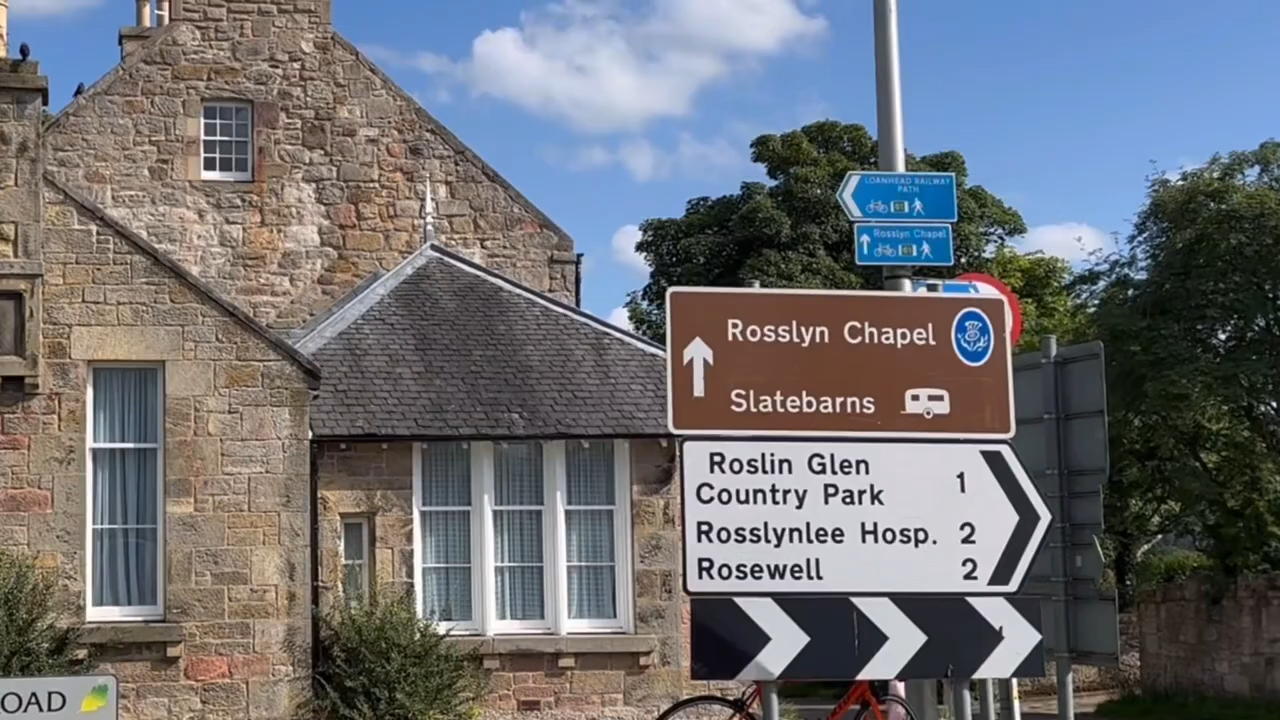 LOANHEAD RAILWAY
PATH
Rosslyn Chapel
Rosslyn Chapel
Slatebarns
Roslin Glen
Country Park 1
Rosslynlee Hosp. 2
Rosewell 2
OAD